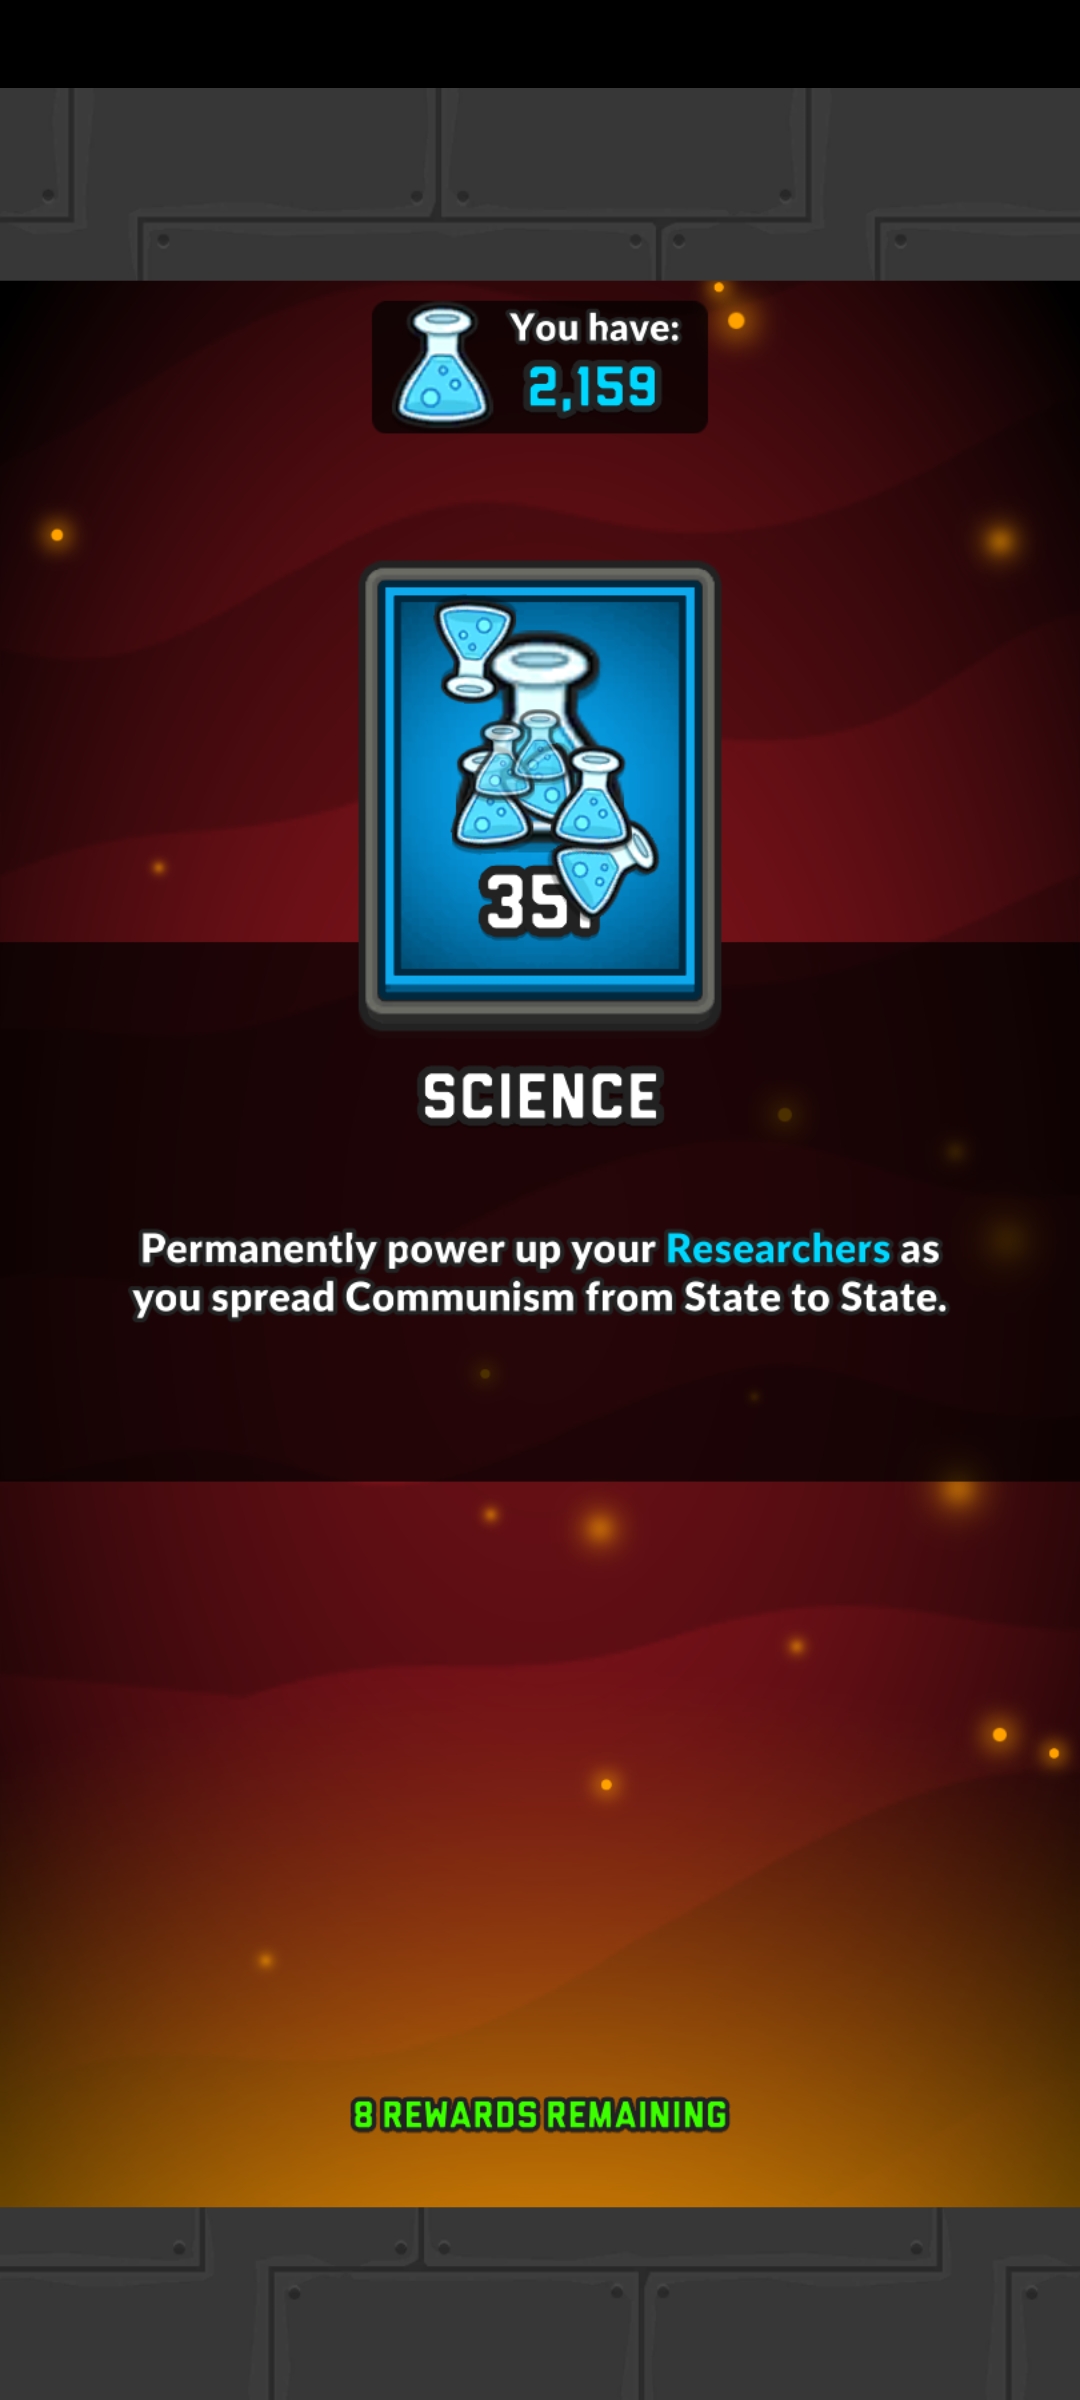 You have:
2,159
SCIENCE
Permanently power up your Researchers as
you spread Communism from State to State.
8 REWARDS REMAINING